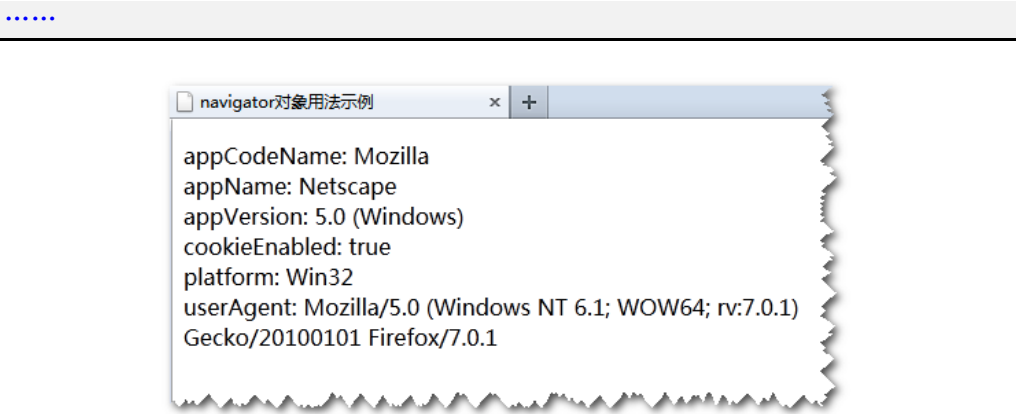 ……
navigator对象用法示例
appCodeName: Mozilla
appName: Netscape
appVersion: 5.0 (Windows)
cookieEnabled: true
platform: Win32
userAgent: Mozilla/5.0 (Windows NT 6.1; WOW64; rv:7.0.1)
Gecko/20100101 Firefox/7.0.1